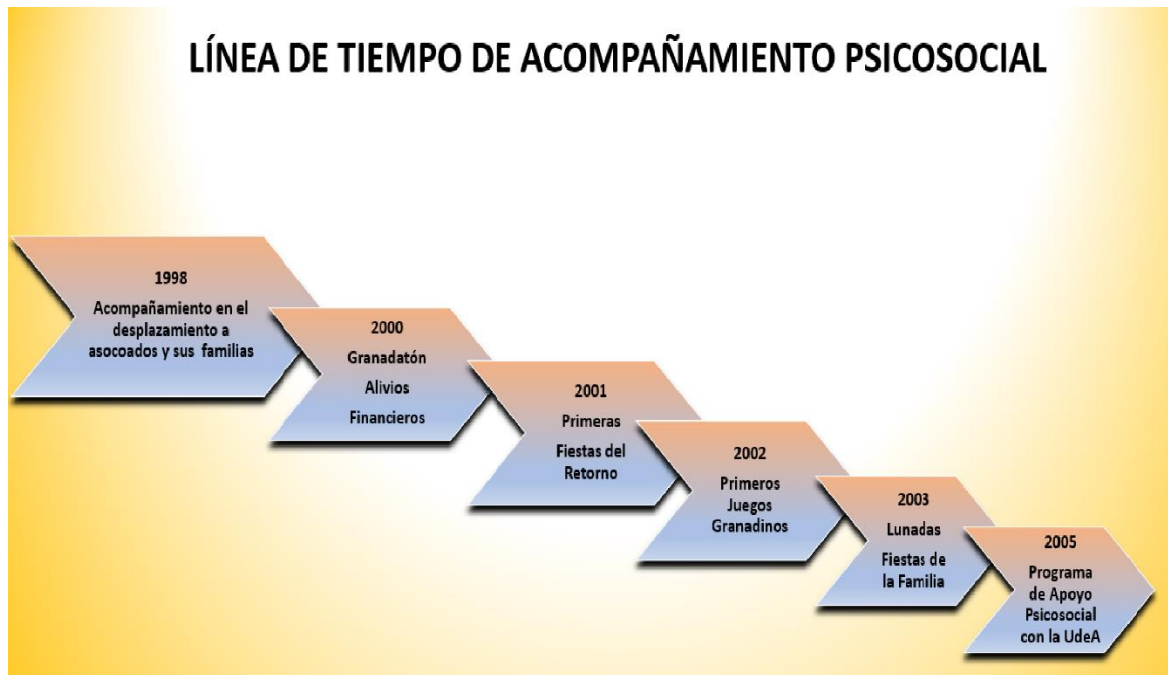 LÍNEA DE TIEMPO DE ACOMPAÑAMIENTO PSICOSOCIAL
1998
Acompañamiento en el
desplazamiento a
asocoados y sus familias
2000
Granadatón
Alivios
Financieros
2001
Primeras
Fiestas del
Retorno
2002
Primeros
Juegos
Granadinos
2003
Lunadas
Fiestas de
la Familia
2005
Programa
de Apoyo
Psicosocial
con la UdeA